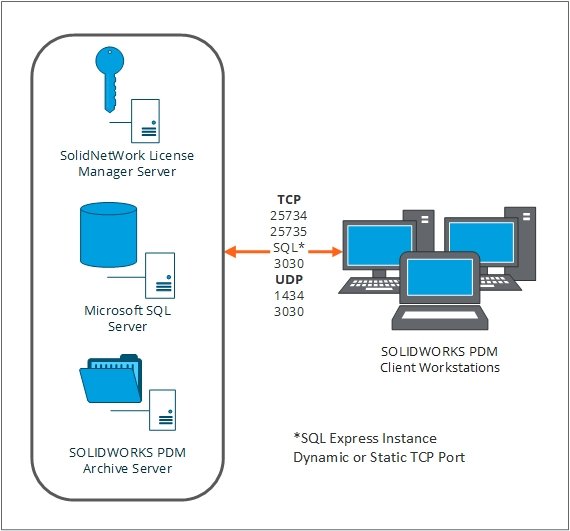 SolidNetWork License
Manager Server
Microsoft SQL
Server
SOLIDWORKS PDM
Archive Server
TCP
25734
25735
SQL*
3030
UDP
1434
3030
SOLIDWORKS PDM
Client Workstations
*SQL Express Instance
Dynamic or Static TCP Port